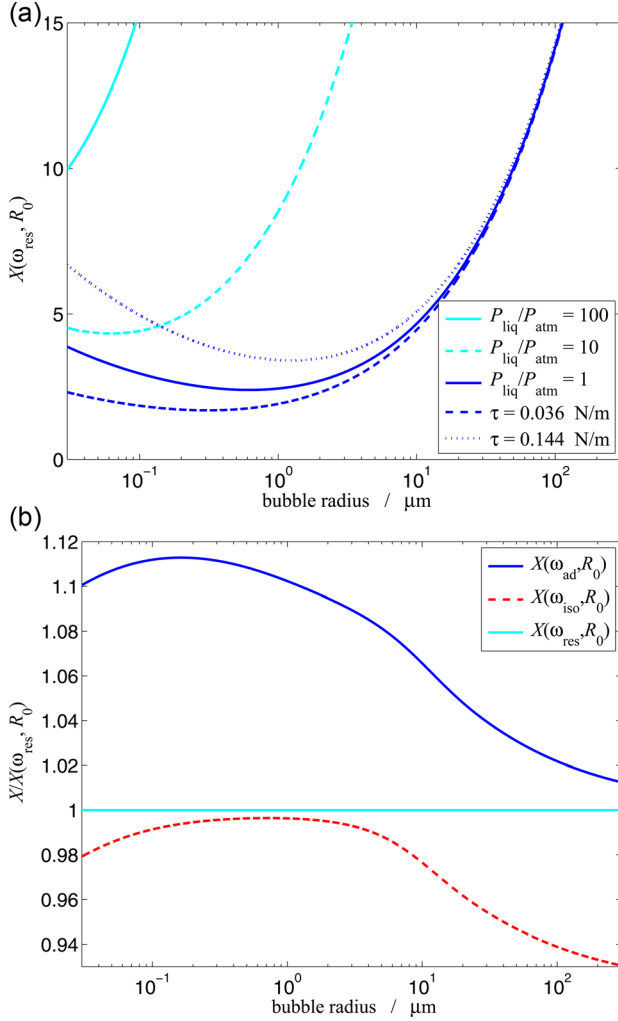 (a)
15
10
5
0
X(ω_res, R_0)
P_liq/P_atm = 100
P_liq/P_atm = 10
P_liq/P_atm = 1
τ = 0.036 N/m
τ = 0.144 N/m
10^-1 10^0 10^1 10^2
bubble radius / μm
(b)
1.12
1.1
1.08
1.06
1.04
1.02
1
0.98
0.96
0.94
X/X(ω_res, R_0)
X(ω_ad,R_0)
X(ω_iso,R_0)
X(ω_res,R_0)
10^-1 10^0 10^1 10^2
bubble radius / μm